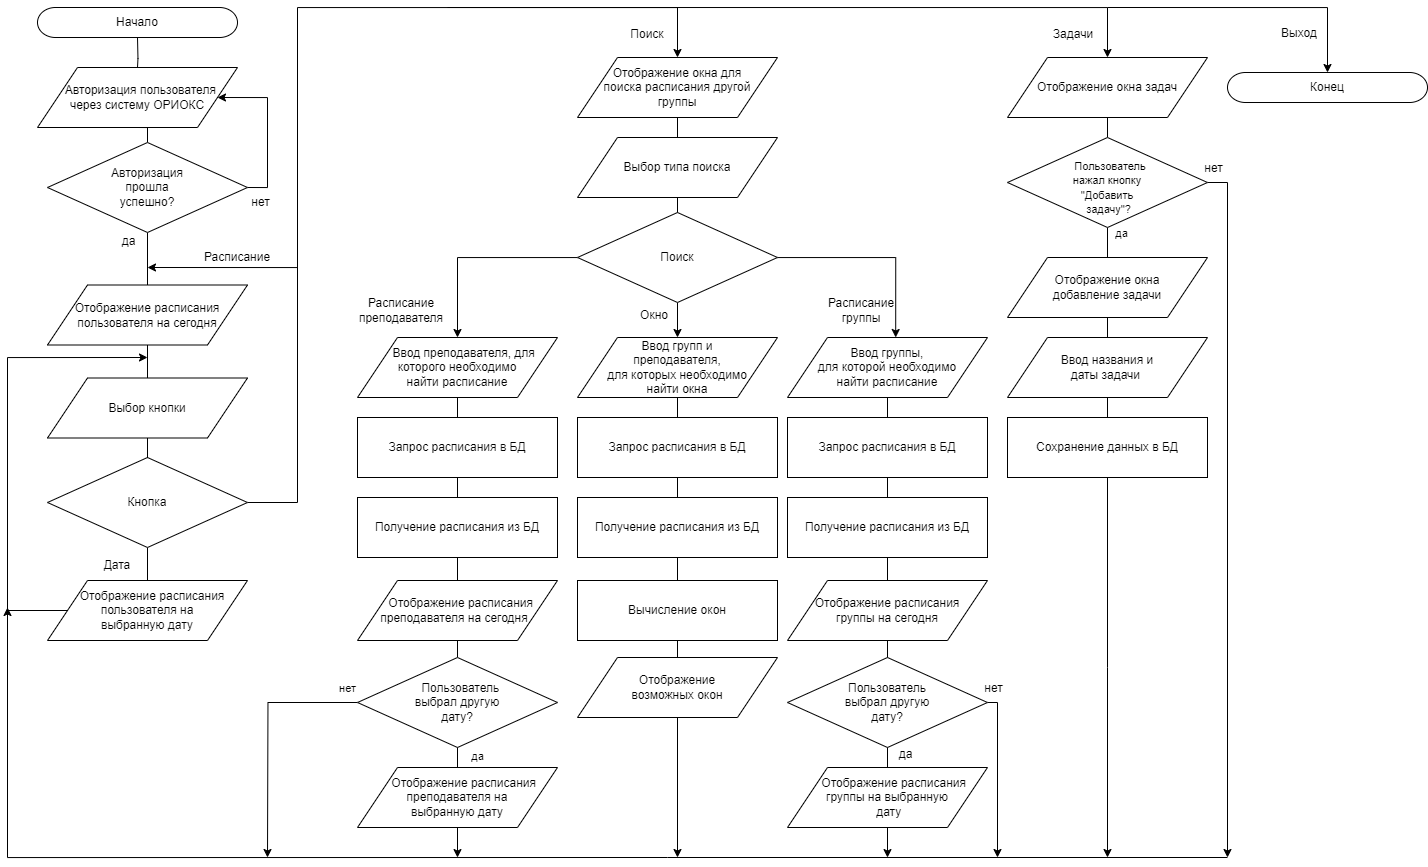 Начало
Авторизация пользователя
через систему ОРИОКС
Авторизация
прошла
успешно?
нет
да
Расписание
Отображение расписания
пользователя на сегодня
Выбор кнопки
Кнопка
Дата
Отображение расписания
пользователя на
выбранную дату
Поиск
Отображение окна для
поиска расписания другой
группы
Выбор типа поиска
Поиск
Расписание
преподавателя
Ввод преподавателя, для
которого необходимо
найти расписание
Запрос расписания в БД
Получение расписания из БД
Отображение расписания
преподавателя на сегодня
нет
Пользователь
выбрал другую
дату?
да
Отображение расписания
преподавателя на
выбранную дату
Окно
Ввод групп и
преподавателя,
для которых необходимо
найти окна
Запрос расписания в БД
Получение расписания из БД
Вычисление окон
Отображение
возможных окон
Расписание
группы
Ввод группы,
для которой необходимо
найти расписание
Запрос расписания в БД
Получение расписания из БД
Отображение расписания
группы на сегодня
Пользователь
выбрал другую
дату?
нет
да
Отображение расписания
группы на выбранную
дату
Задачи
Отображение окна задач
Пользователь
нажал кнопку
"Добавить
задачу"?
нет
да
Отображение окна
добавление задачи
Ввод названия и
даты задачи
Сохранение данных в БД
Выход
Конец